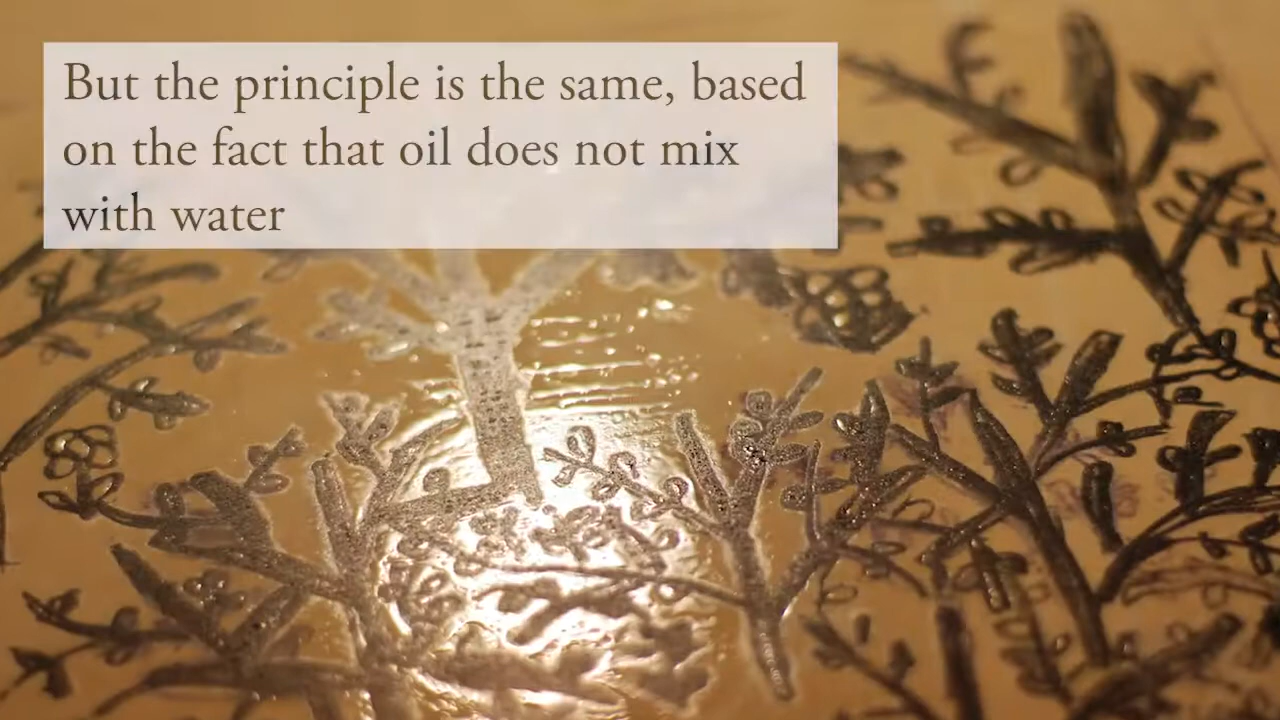 But the principle is the same, based
on the fact that oil does not mix
with water